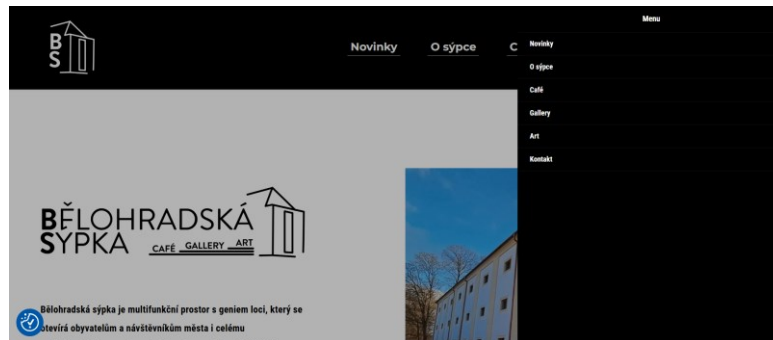 B
S
Novinky O sýpce C
Menu
Novinky
O sýpce
Café
Gallery
Art
Kontakt
BĚLOHRADSKÁ
SÝPKA CAFÉ GALLERY ART
Bělohradská sýpka je multifunkční prostor s geniem loci, který se
otevírá obyvatelům a návštěvníkům města i celému